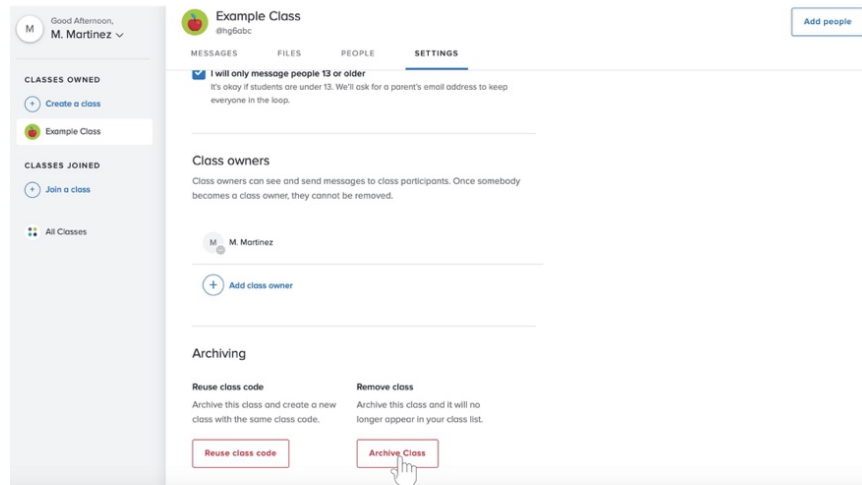 M
Good Afternoon,
M. Martinez
CLASSES OWNED
Create a class
Example Class
CLASSES JOINED
Join a class
All Classes
Example Class
@hg6abc
Add people
MESSAGES FILES PEOPLE SETTINGS
I will only message people 13 or older
It's okay if students are under 13. We'll ask for a parent's email address to keep
everyone in the loop.
Class owners
Class owners can see and send messages to class participants. Once somebody
becomes a class owner, they cannot be removed.
M M. Martinez
Add class owner
Archiving
Reuse class code
Archive this class and create a new
class with the same class code.
Reuse class code
Remove class
Archive this class and it will no
longer appear in your class list.
Archive Class